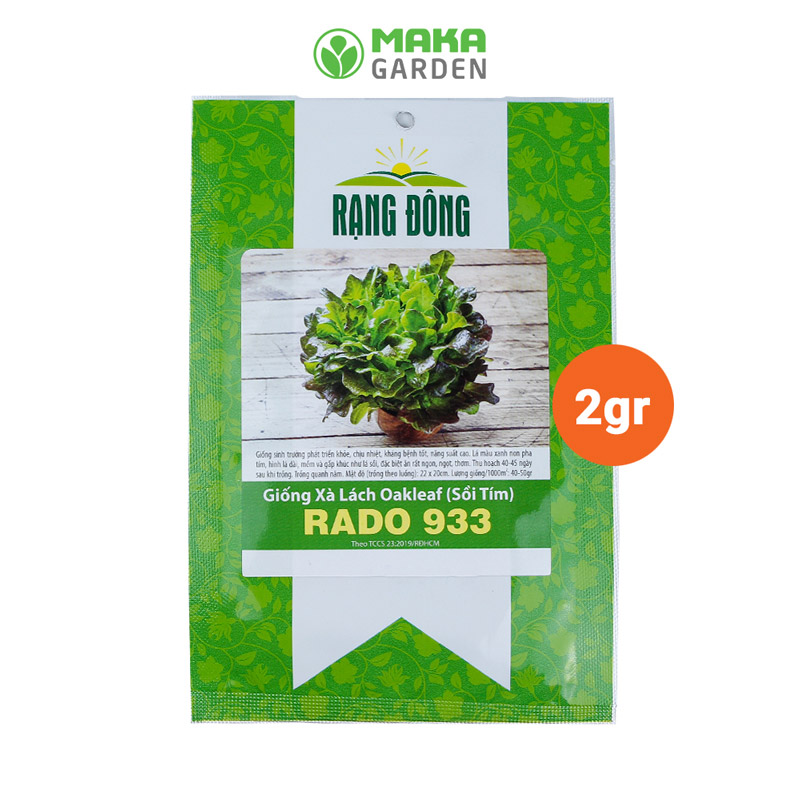 MAKA
GARDEN
RẠNG ĐÔNG
Giống sinh trưởng phát triển khỏe, chịu nhiệt, kháng bệnh tốt, năng suất cao. Lá màu xanh non pha
tím, hình lá dài, mỏm và gấp khúc như lá sồi, đặc biệt ăn rất ngon, ngọt, thơm. Thu hoạch 40-45 ngày
sau khi trồng. Trồng quanh năm. Mật độ (trồng theo luống): 22 x 20cm. Lượng giống/1000m²: 40-50gr
Giống Xà Lách Oakleaf (Sồi Tím)
RADO 933
Theo TCCS 23:2019/RĐHCM
2gr